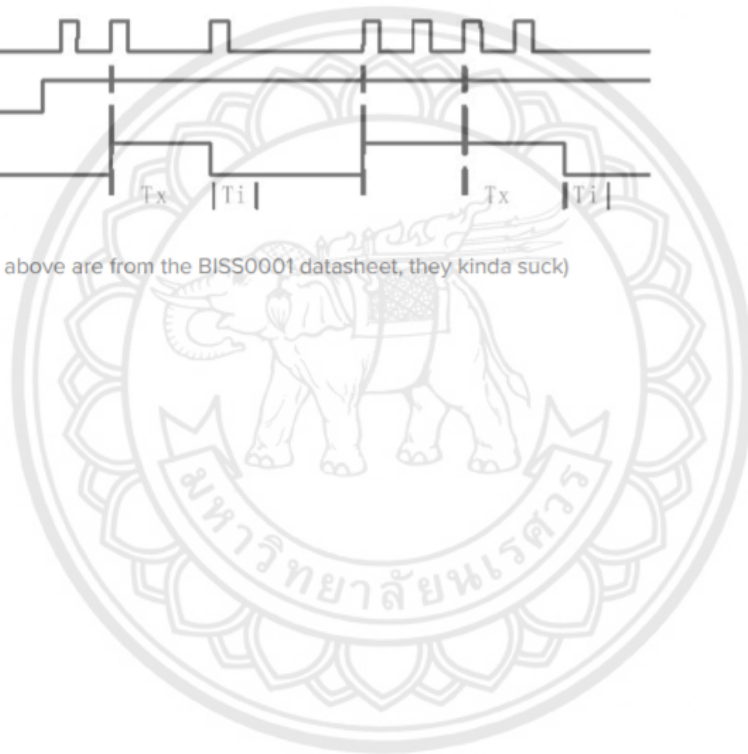 Tx
Ti
Tx
Ti
above are from the BISS0001 datasheet, they kinda suck)
มหาวิทยาลัยนเรศวร